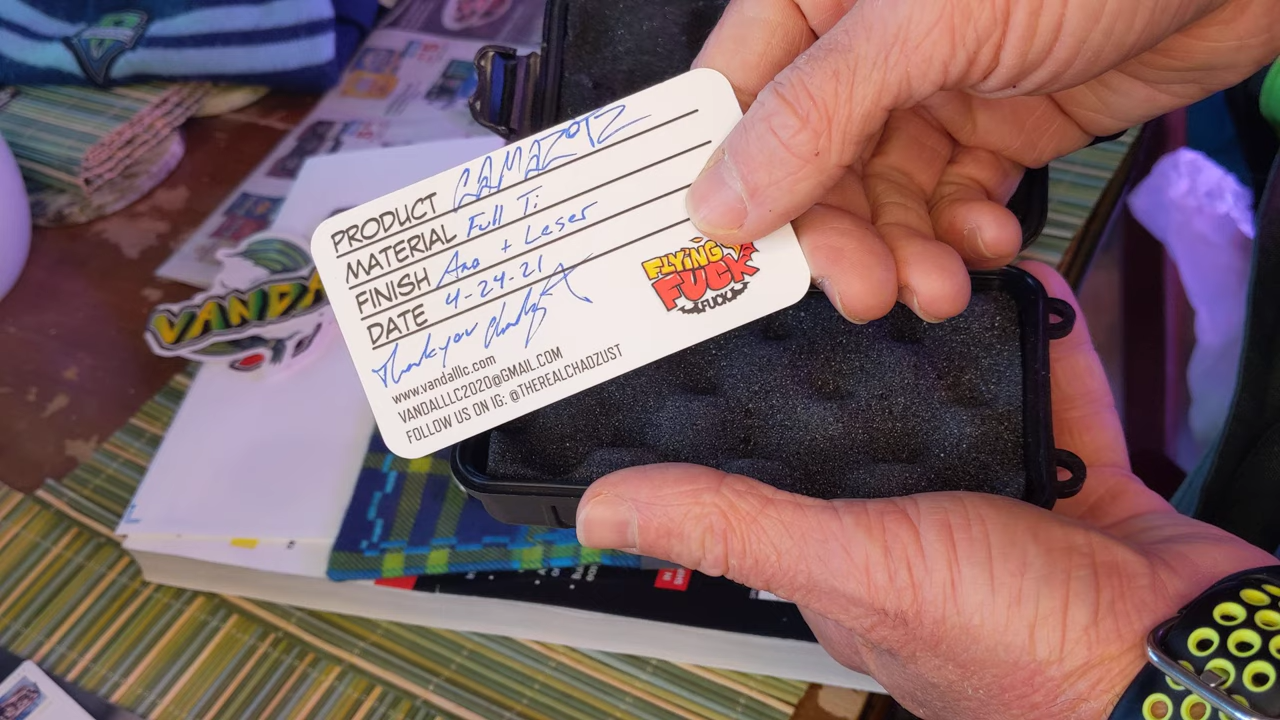 PRODUCT CAMAZOTZ
MATERIAL Full Ti
FINISH Ano + Laser
DATE 4-24-21
Thank you
www.vandalllc.com
VANDALLLC2020@GMAIL.COM
FOLLOW US ON IG: @THEREALCHADZUST
FLYING
FUCK
FUCK
VANDA